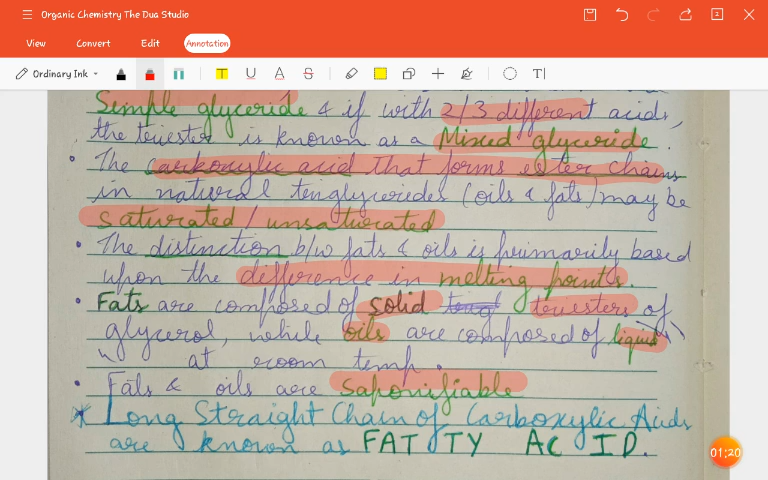 Organic Chemistry The Dua Studio
View Convert Edit Annotation
Ordinary Ink T U A S T
Simple glyceride & if with 2/3 different acids,
the triester is known as a Mixed glyceride.
• The carboxylic acid that forms ester chains
in natural triglycerides (oils & fats) may be
saturated / unsaturated
• The distinction b/w fats & oils is primarily based
upon the difference in melting points.
• Fats are composed of solid triesters of
glycerol, while oils are composed of liquid
" at room temp.
• Fats & oils are saponifiable
* Long Straight Chain of Carboxylic Acids
are known as FATTY ACID.
01:20